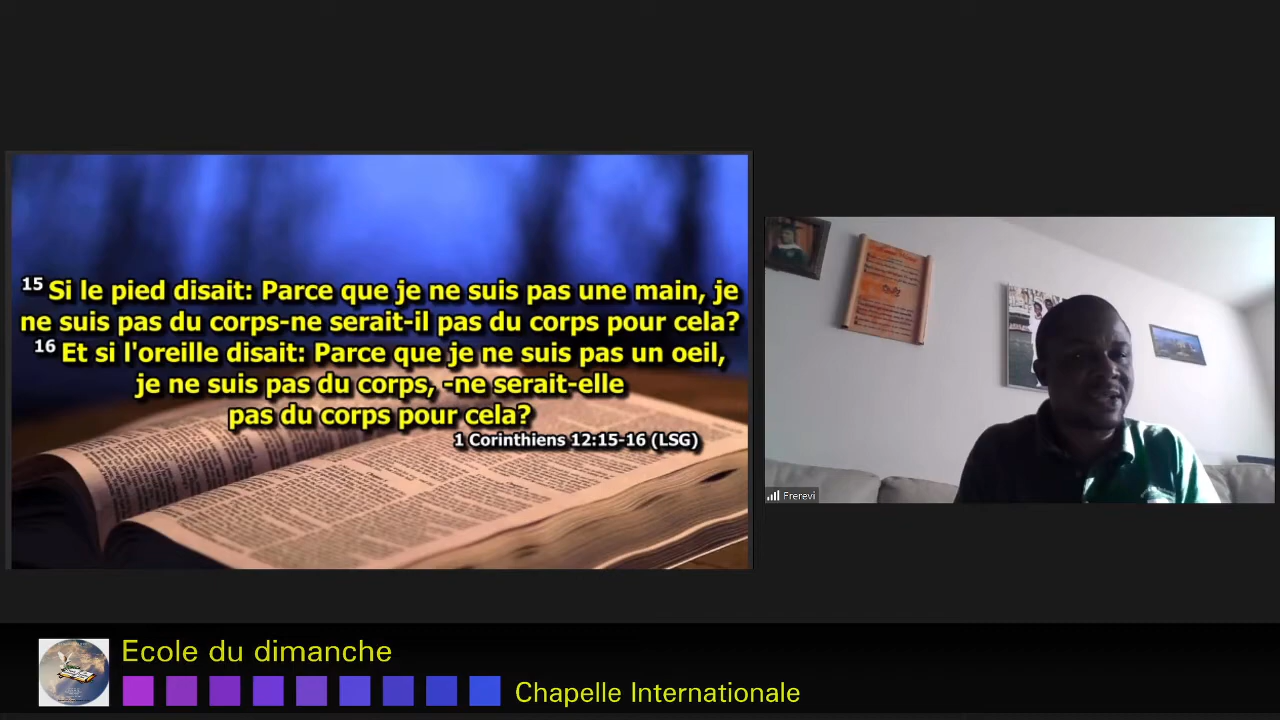 15 Si le pied disait: Parce que je ne suis pas une main, je
ne suis pas du corps-ne serait-il pas du corps pour cela?
16 Et si l'oreille disait: Parce que je ne suis pas un oeil,
je ne suis pas du corps, -ne serait-elle
pas du corps pour cela?
1 Corinthiens 12:15-16 (LSG)
Frerevi
Ecole du dimanche
Chapelle Internationale